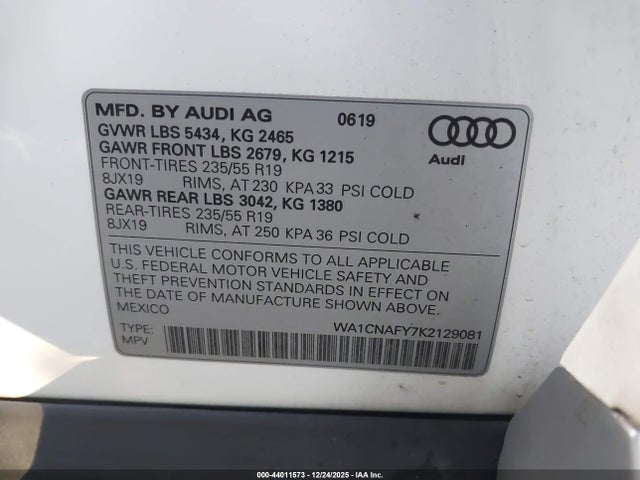 MFD. BY AUDI AG 0619
GVWR LBS 5434, KG 2465
GAWR FRONT LBS 2679, KG 1215
FRONT-TIRES 235/55 R19
8JX19 RIMS, AT 230 KPA 33 PSI COLD
GAWR REAR LBS 3042, KG 1380
REAR-TIRES 235/55 R19
8JX19 RIMS, AT 250 KPA 36 PSI COLD
Audi
THIS VEHICLE CONFORMS TO ALL APPLICABLE
U.S. FEDERAL MOTOR VEHICLE SAFETY AND
THEFT PREVENTION STANDARDS IN EFFECT ON
THE DATE OF MANUFACTURE SHOWN ABOVE.
MEXICO
WA1CNAFY7K2129081
TYPE:
MPV
000-44011573 - 12/24/2025 - IAA Inc.